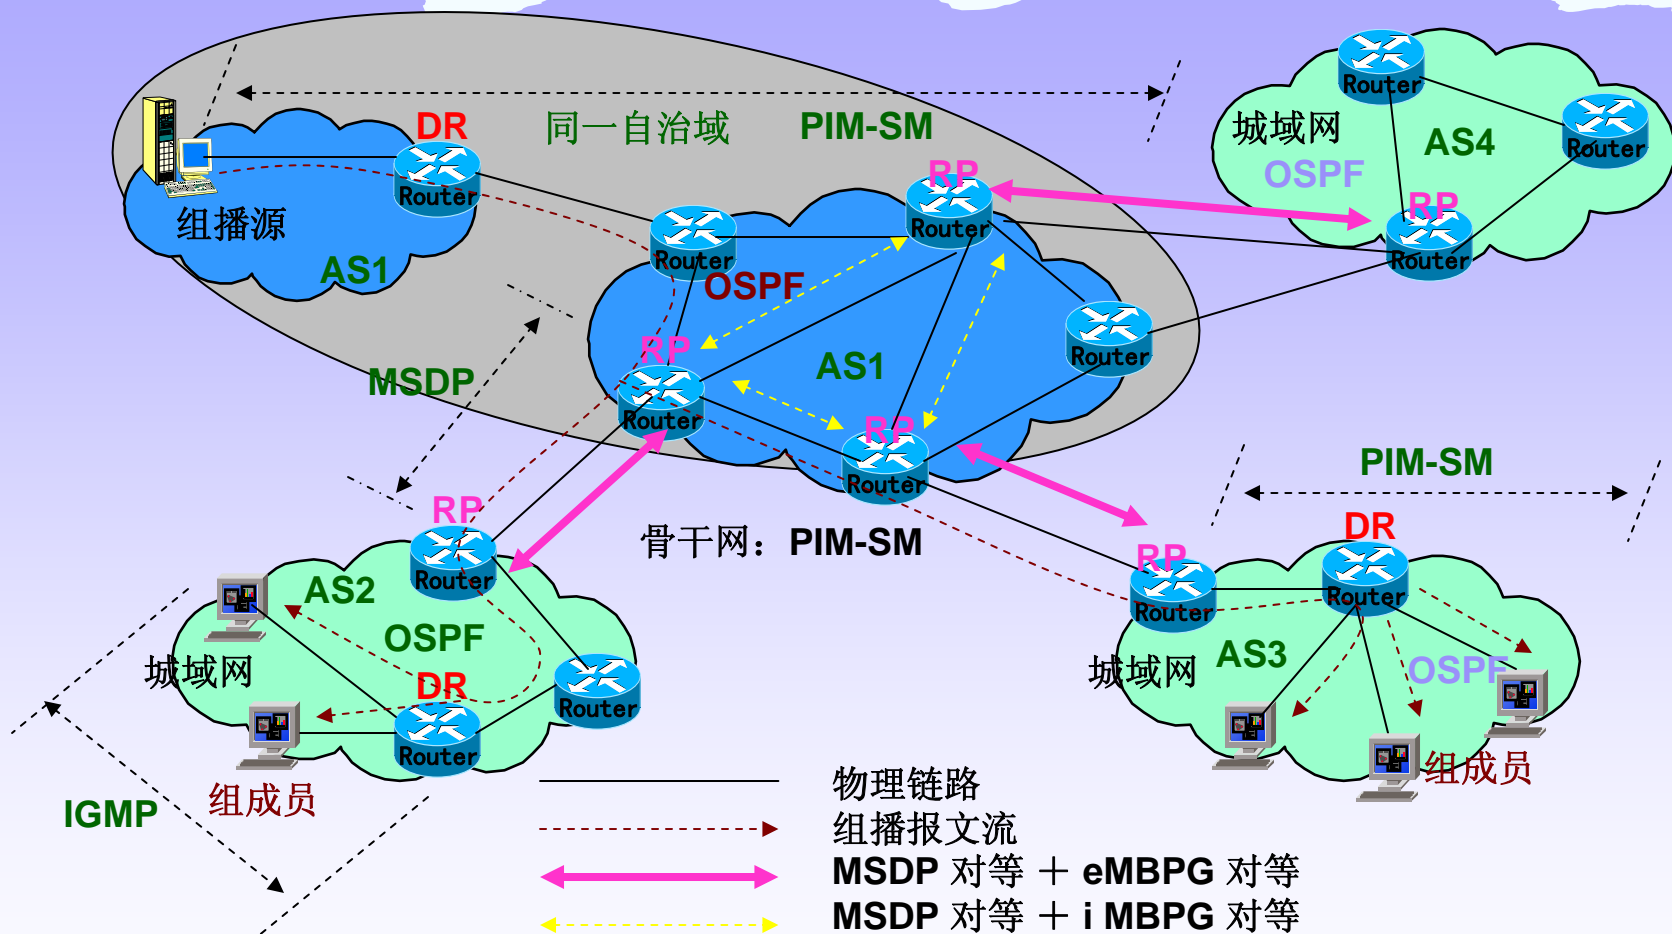 Router
城域网
AS4
Router
OSPF
RP
Router
DR
同一自治域 PIM-SM
Router
组播源
AS1
RP
Router
Router
OSPF
RP
AS1
Router
MSDP
Router
RP
Router
PIM-SM
RP
Router
骨干网：PIM-SM
DR
RP
Router
Router
AS2
OSPF
城域网
DR
Router
Router
组成员
IGMP
AS3
城域网
OSPF
组成员
物理链路
组播报文流
MSDP 对等 ＋ eMBPG 对等
MSDP 对等 ＋ i MBPG 对等